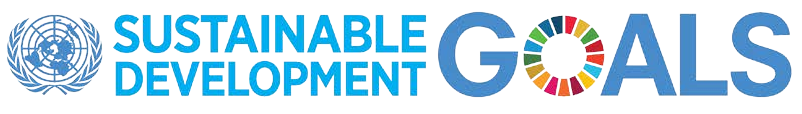 SUSTAINABLE
DEVELOPMENT
GOALS